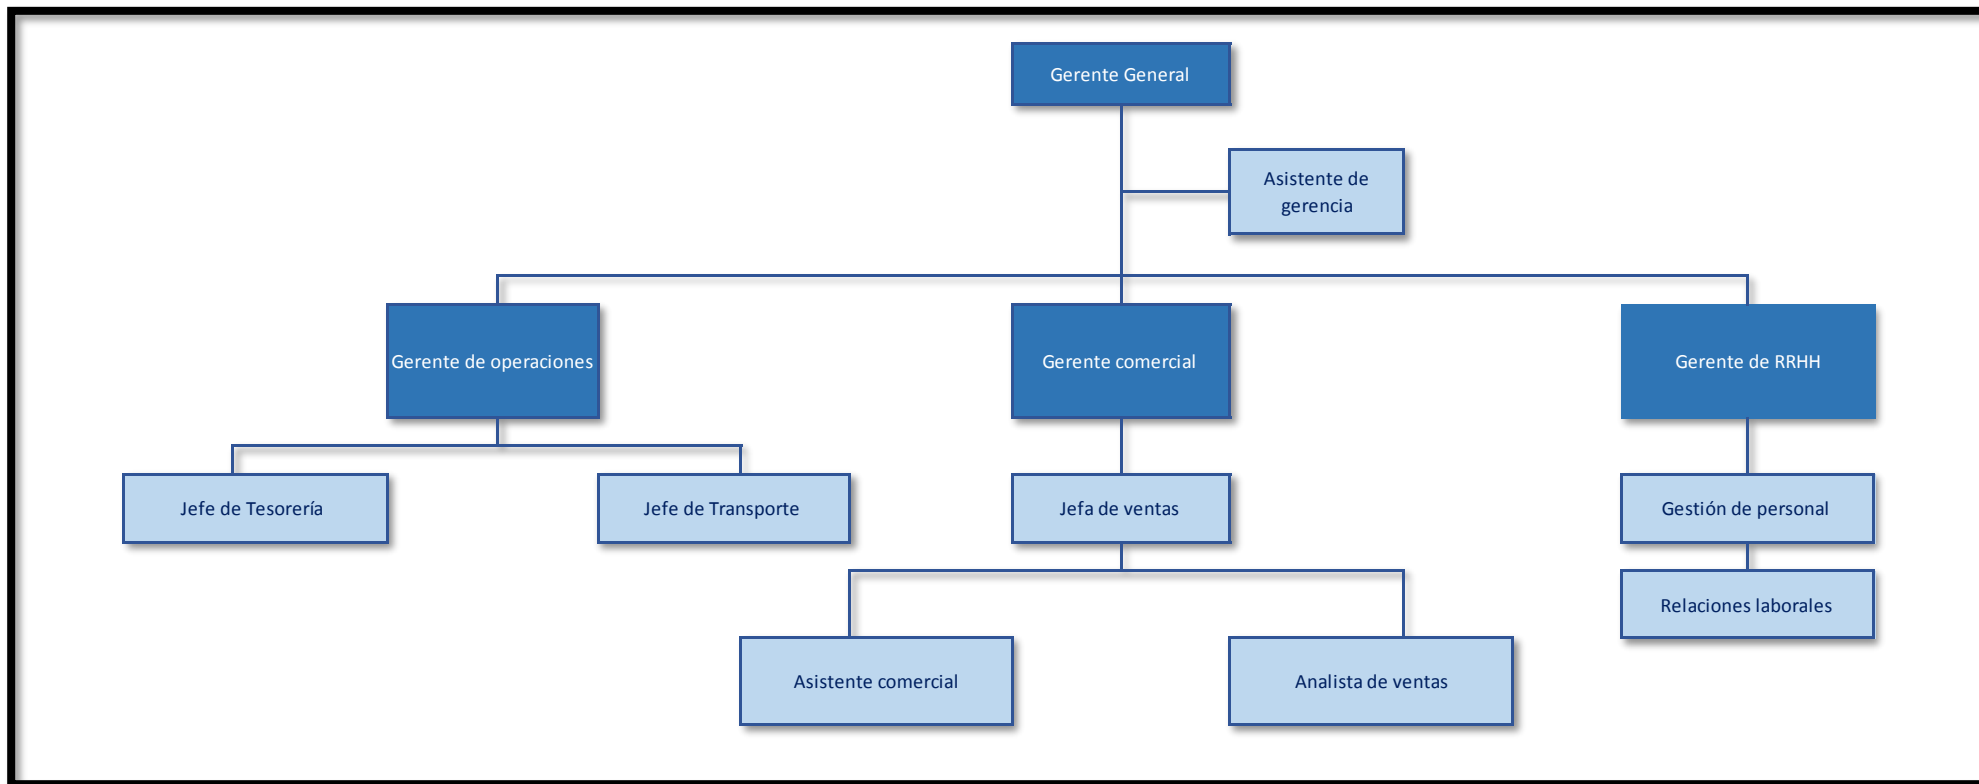 Gerente General
Asistente de
gerencia
Gerente de operaciones
Gerente comercial
Gerente de RRHH
Jefe de Tesorería
Jefe de Transporte
Jefa de ventas
Gestión de personal
Relaciones laborales
Asistente comercial
Analista de ventas